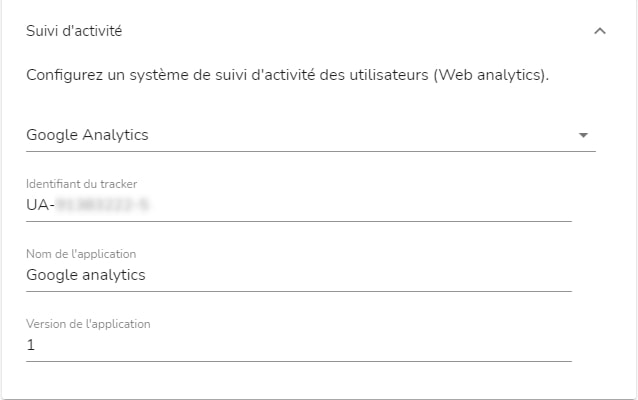 Suivi d'activité
Configurez un système de suivi d'activité des utilisateurs (Web analytics).
Google Analytics
Identifiant du tracker
UA-
Nom de l'application
Google analytics
Version de l'application
1